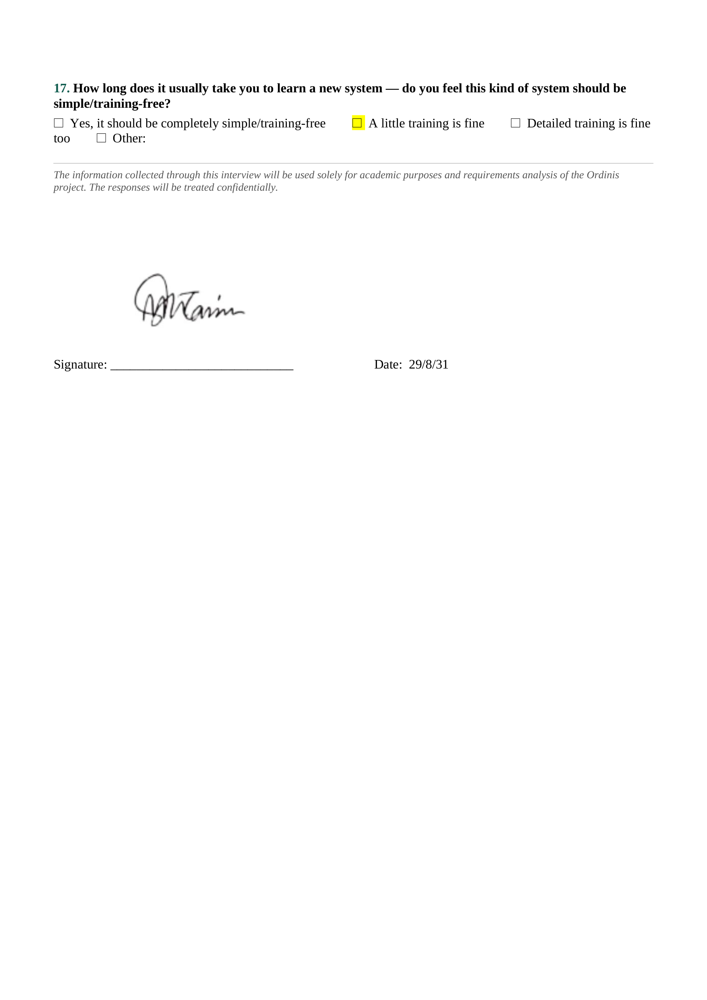 17. How long does it usually take you to learn a new system — do you feel this kind of system should be
simple/training-free?
☐ Yes, it should be completely simple/training-free ☐ A little training is fine ☐ Detailed training is fine
too ☐ Other:
The information collected through this interview will be used solely for academic purposes and requirements analysis of the Ordinis
project. The responses will be treated confidentially.
Signature: ____________________________ Date: 29/8/31